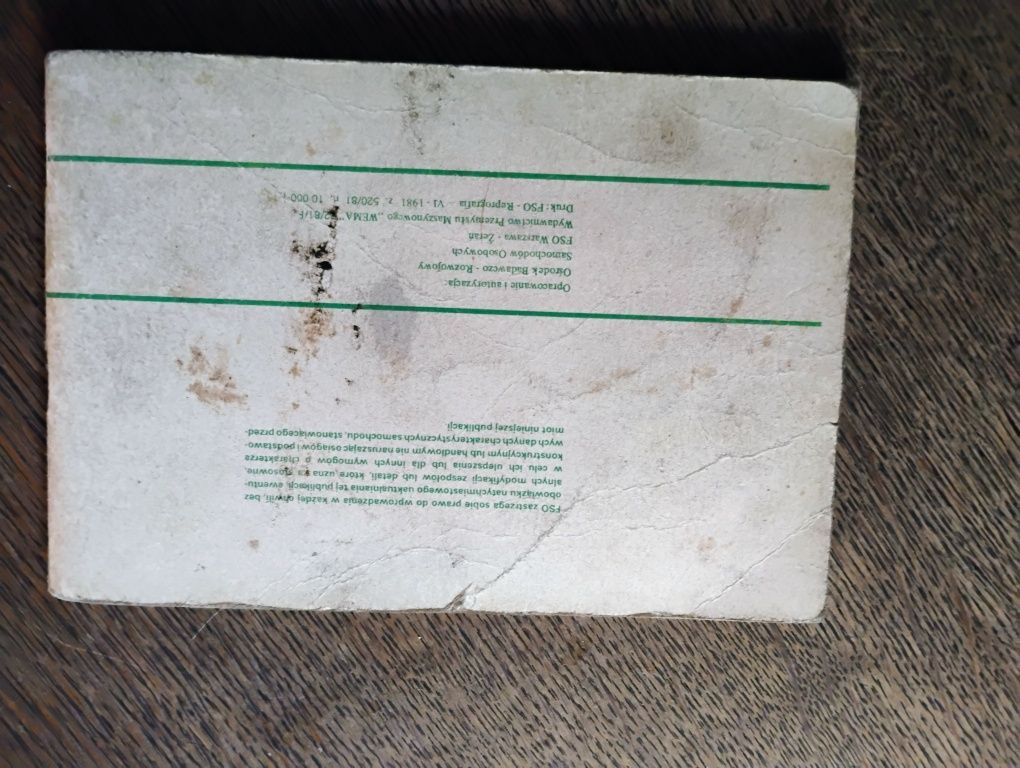 FSO zastrzega sobie prawo do wprowadzenia w każdej chwili, bez
obowiązku natychmiastowego uaktualniania tej publikacji, ewentu-
alnych modyfikacji zespołów lub detali, które uzna za stosowne,
w celu ich ulepszenia lub dla innych wymogów o charakterze
konstrukcyjnym lub handlowym nie naruszając osiągów i podstawo-
wych danych charakterystycznych samochodu, stanowiącego przed-
miot niniejszej publikacji.
Opracowanie i autoryzacja:
Ośrodek Badawczo - Rozwojowy
Samochodów Osobowych
FSO Warszawa - Żerań
Wydawnictwo Przemysłu Maszynowego „WEMA" 82/81/F
Druk: FSO - Reprografia - VI - 1981 z. 520/81 n. 10 000